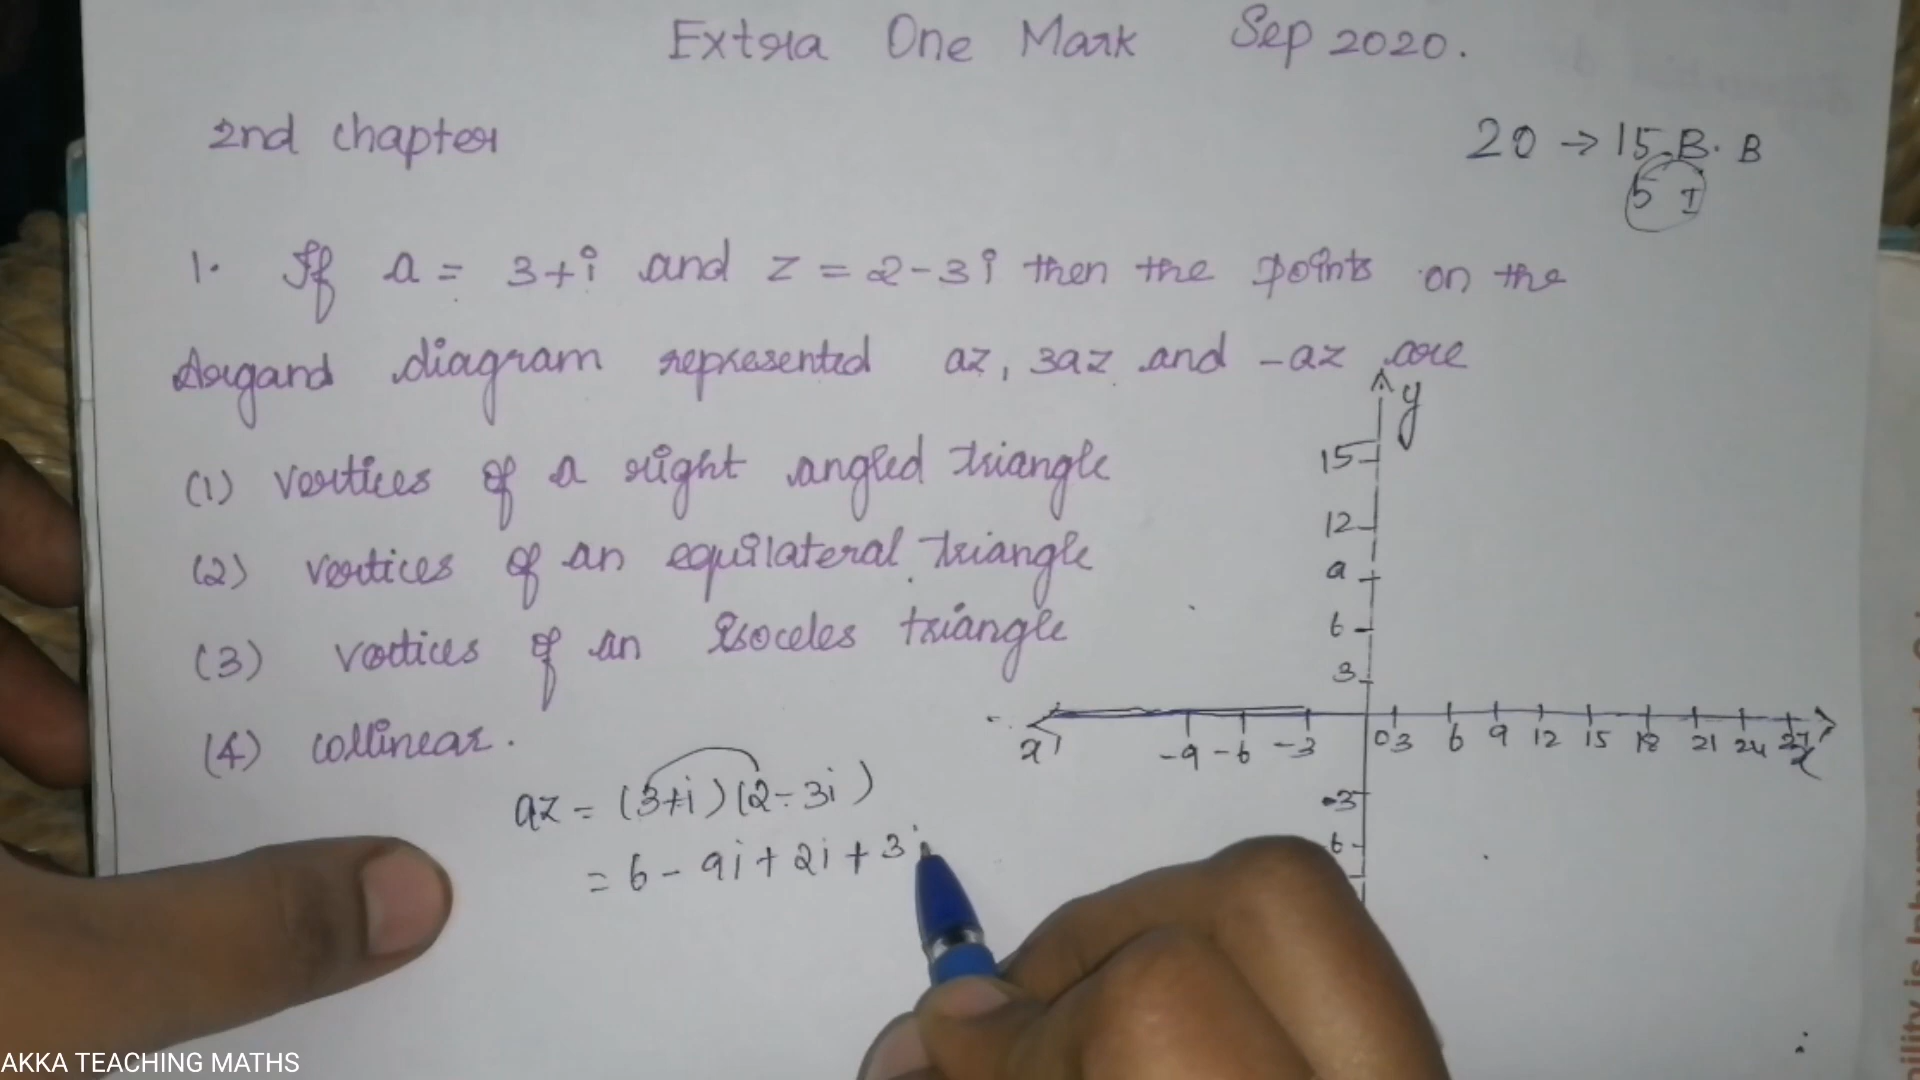 Extra One Mark Sep 2020.
2nd chapter
20 → 15 B. B
5 I
1. If a = 3+i and z = 2-3i then the points on the
Argand diagram represented az, 3az and -az are
(1) vertices of a right angled triangle
(2) vertices of an equilateral triangle
(3) vertices of an Isoceles triangle
(4) collinear.
y
15
12
9
6
3
x' -9 -6 -3 0 3 6 9 12 15 18 21 24 27 x
-3
6
az = (3+i)(2-3i)
= 6 - 9i + 2i + 3
AKKA TEACHING MATHS